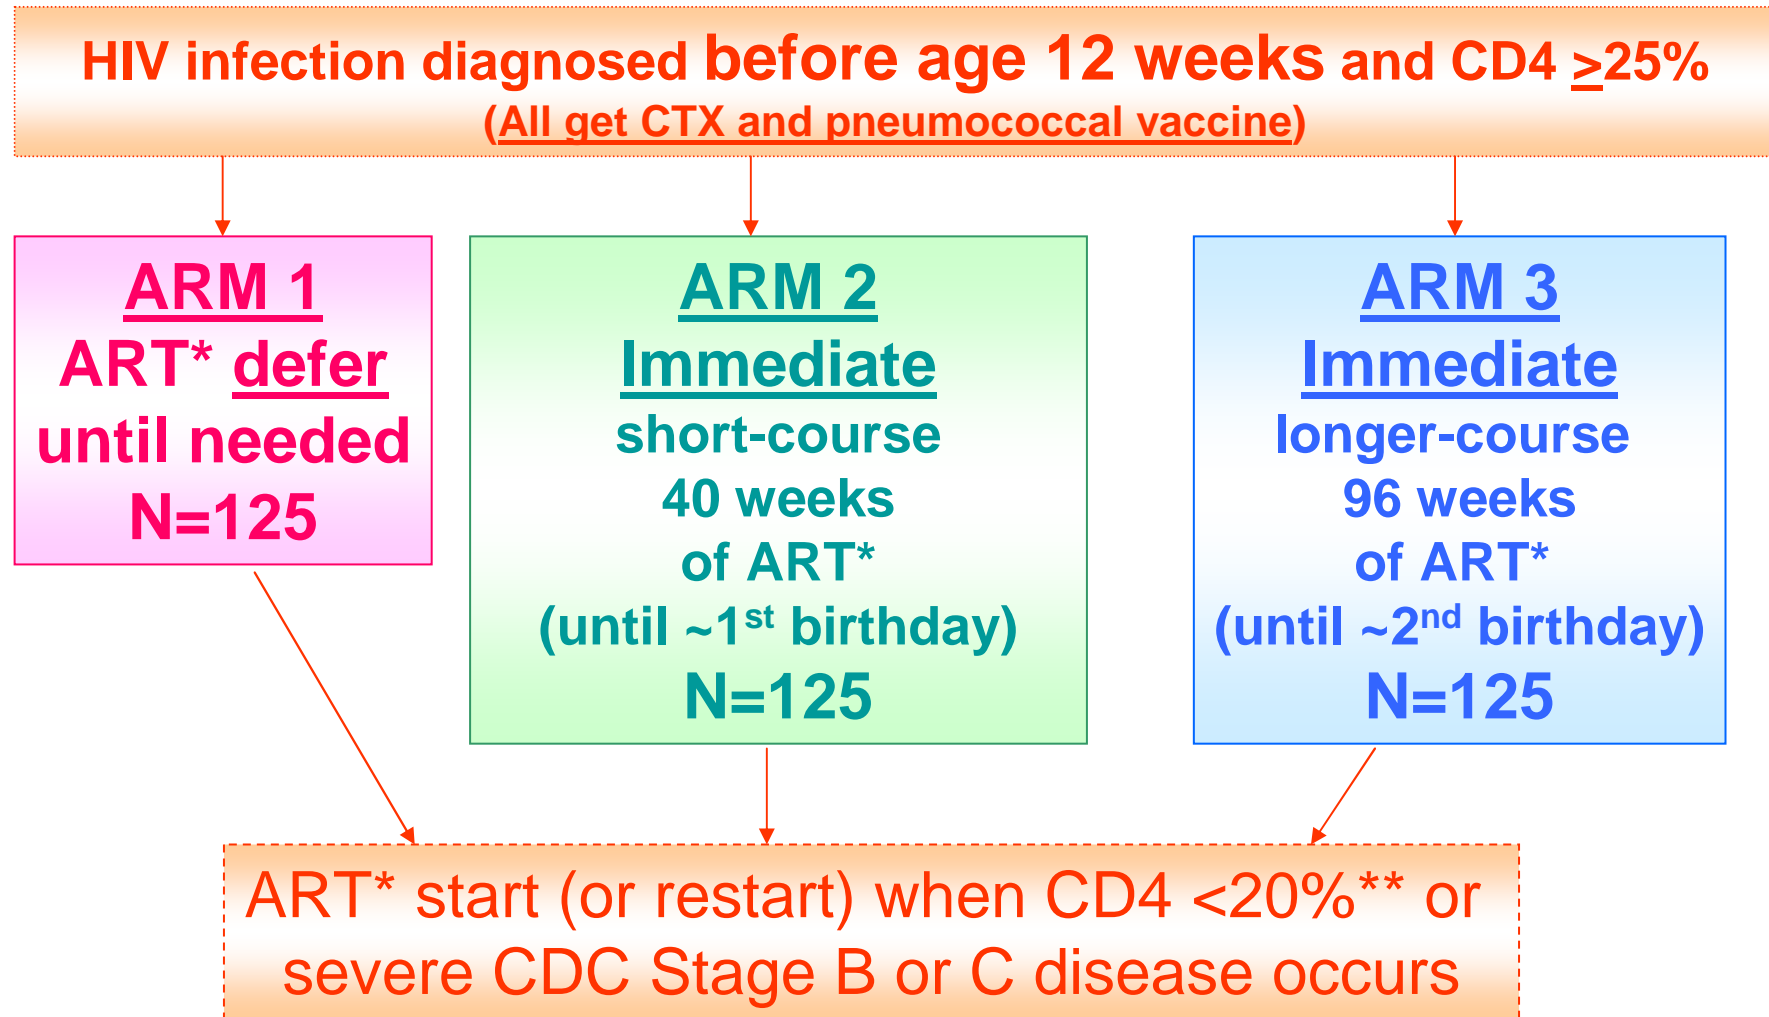 HIV infection diagnosed before age 12 weeks and CD4 ≥25%
(All get CTX and pneumococcal vaccine)
ARM 1
ART* defer
until needed
N=125
ARM 2
Immediate
short-course
40 weeks
of ART*
(until ~1st birthday)
N=125
ARM 3
Immediate
longer-course
96 weeks
of ART*
(until ~2nd birthday)
N=125
ART* start (or restart) when CD4 <20%** or
severe CDC Stage B or C disease occurs